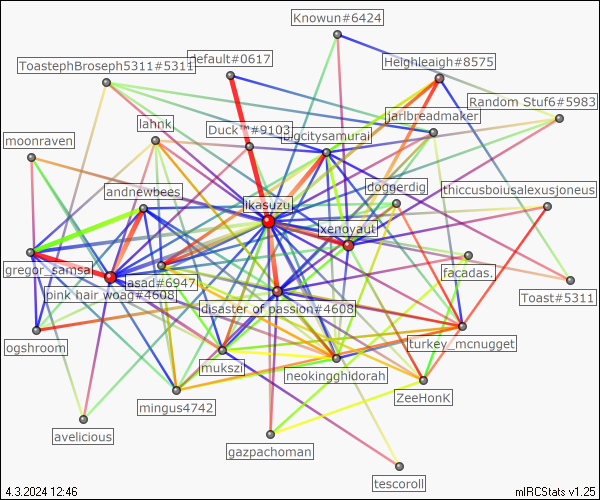 Knowun#6424
default#0617
Heighleaigh#8575
ToastephBroseph5311#5311
Random Stuf6#5983
jarlbreadmaker
lahnk
Duck™#9103
bigcitysamurai
moonraven
doggerdig
thiccusboiusalexusjoneus
andrewbees
likasuzu
xenoyaut
gregor_samsa
facadas.
asad#6947
pink hair woag#4608
Toast#5311
disaster of passion#4608
ogshroom
turkey_mcnugget
mukszi
neokingghidorah
ZeeHonK
mingus4742
avelicious
gazpachoman
tescoroll
4.3.2024 12:46
mIRCStats v1.25